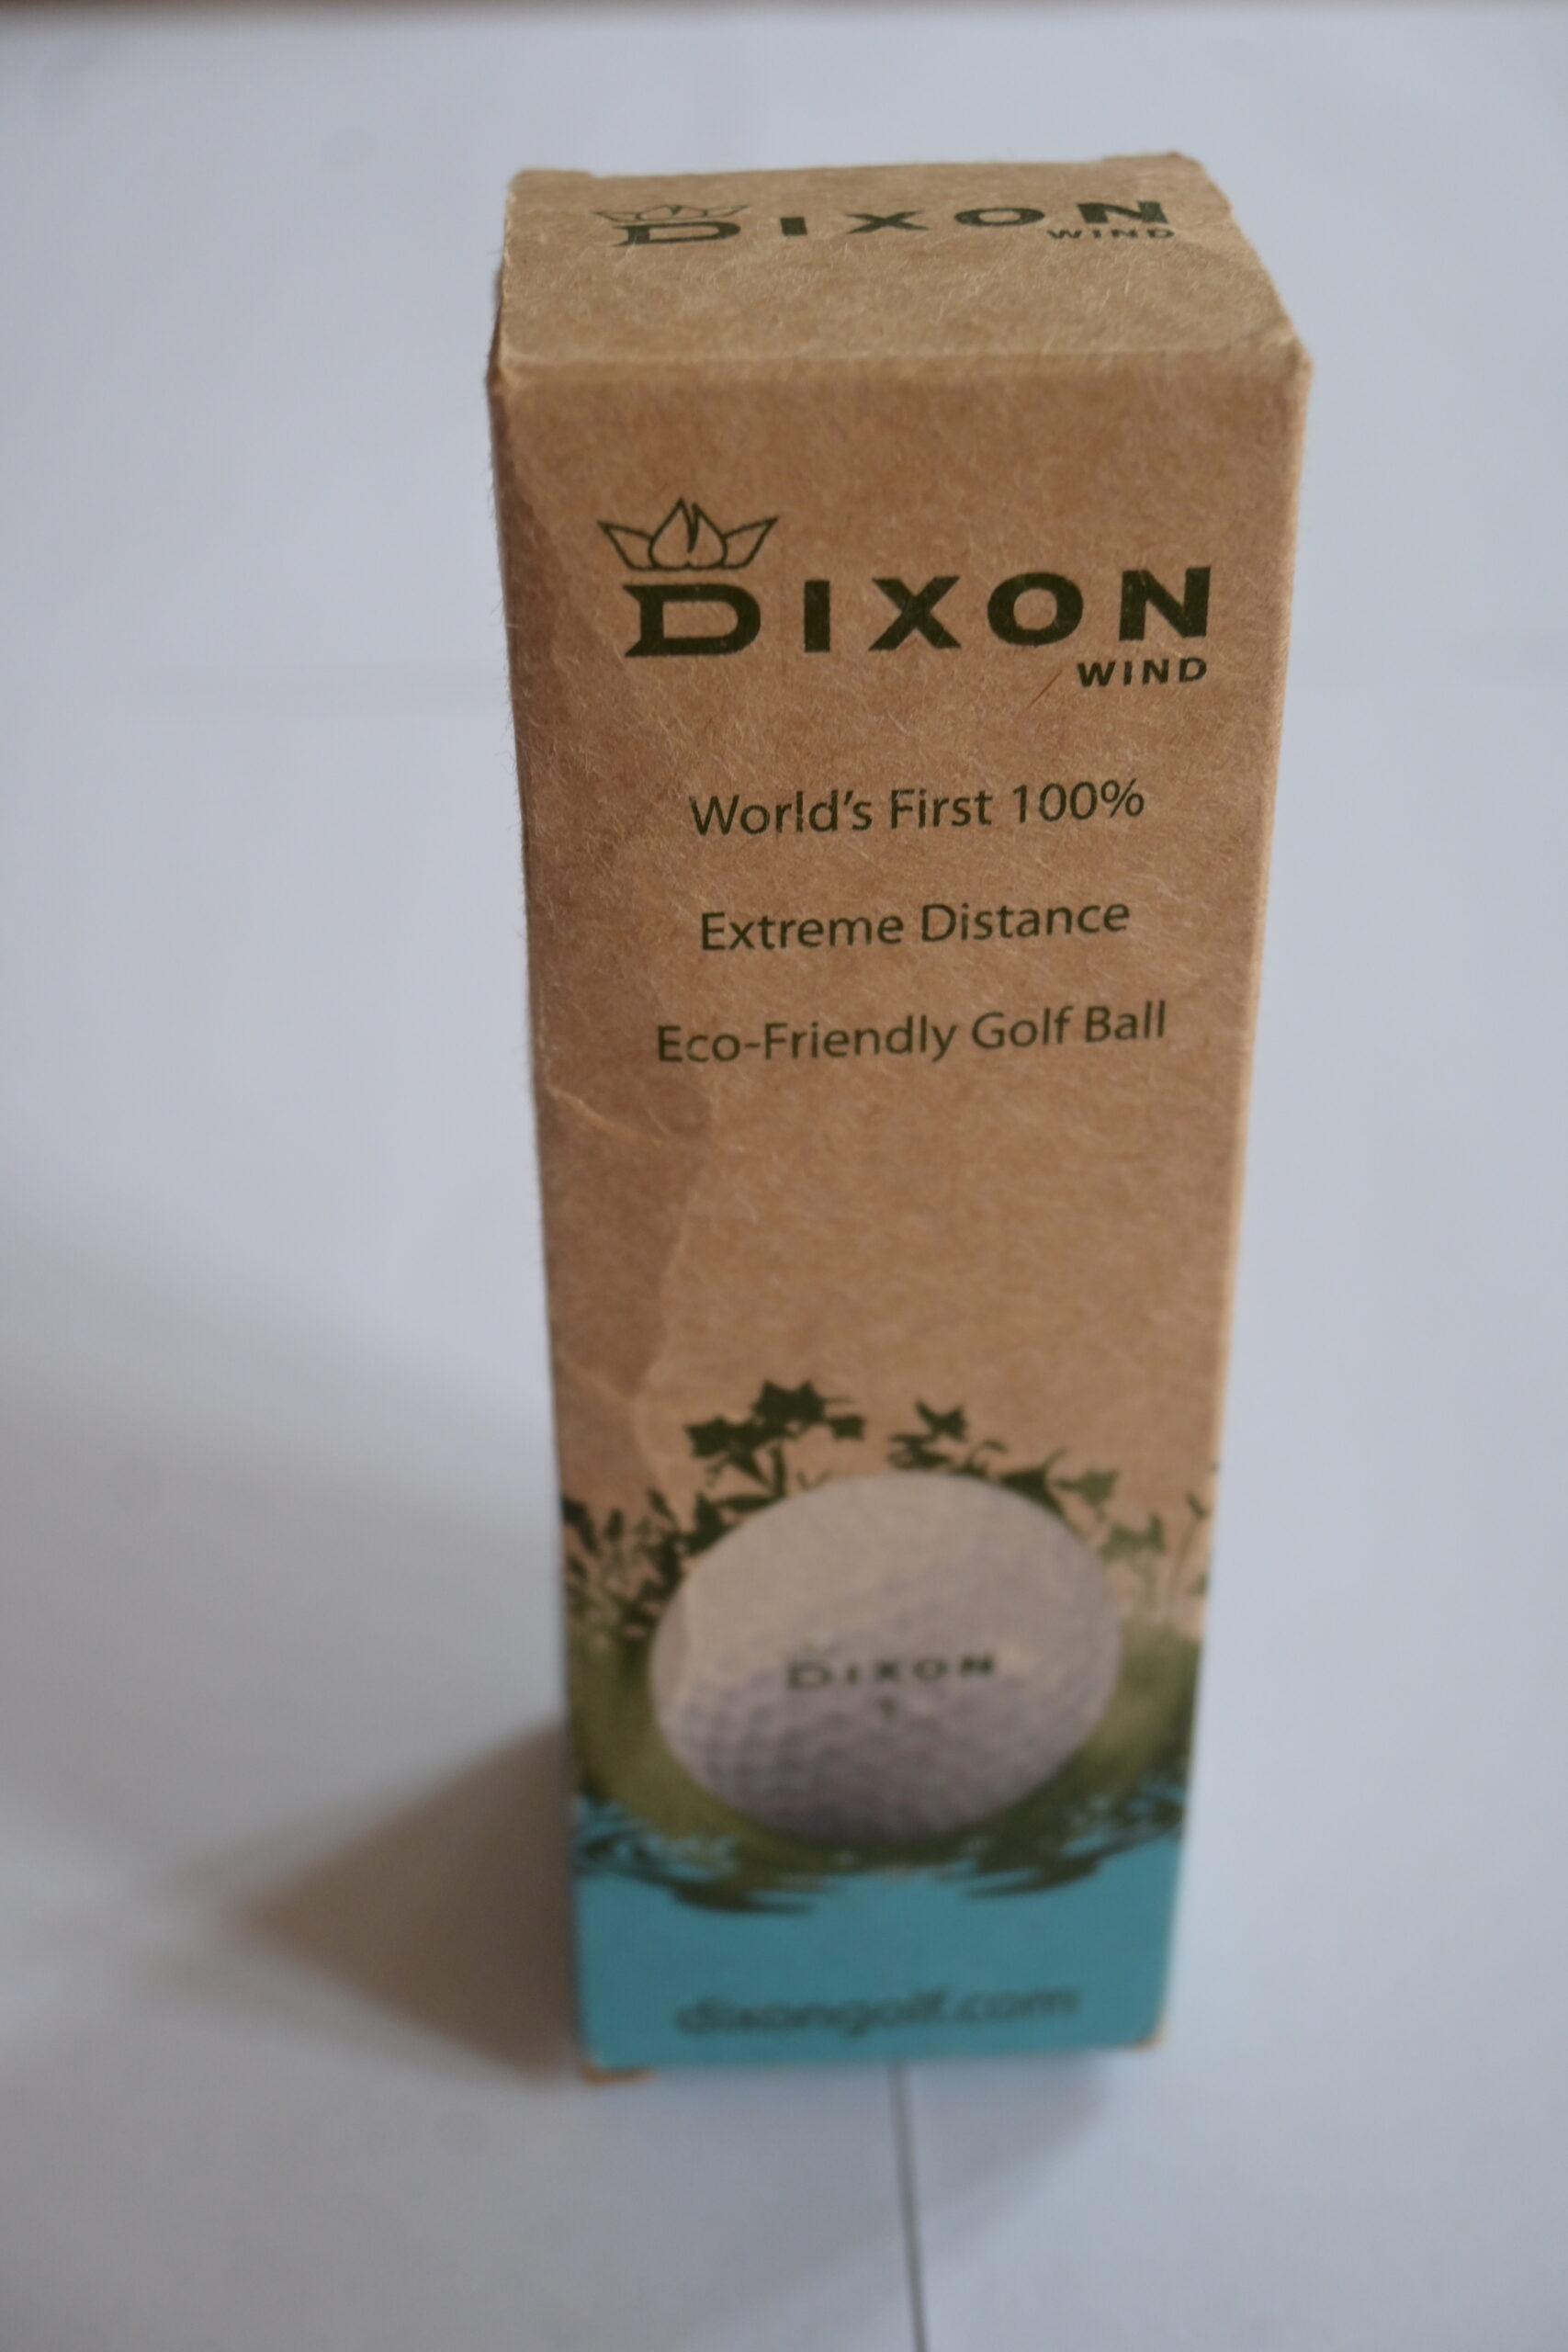 DIXON
WIND
DIXON
WIND
World's First 100%
Extreme Distance
Eco-Friendly Golf Ball
DIXON
dixongolf.com